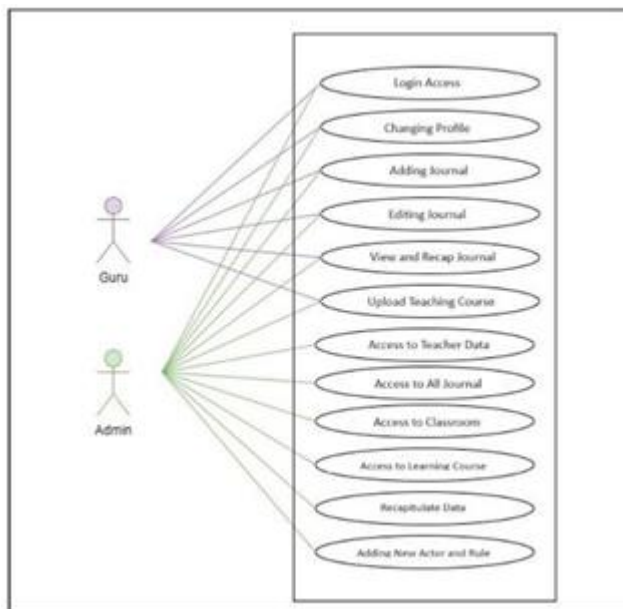 Login Access
Changing Profile
Adding Journal
Editing Journal
View and Recap Journal
Guru
Upload Teaching Course
Access to Teacher Data
Access to All Journal
Admin
Access to Classroom
Access to Learning Course
Recapitulate Data
Adding New Actor and Rule